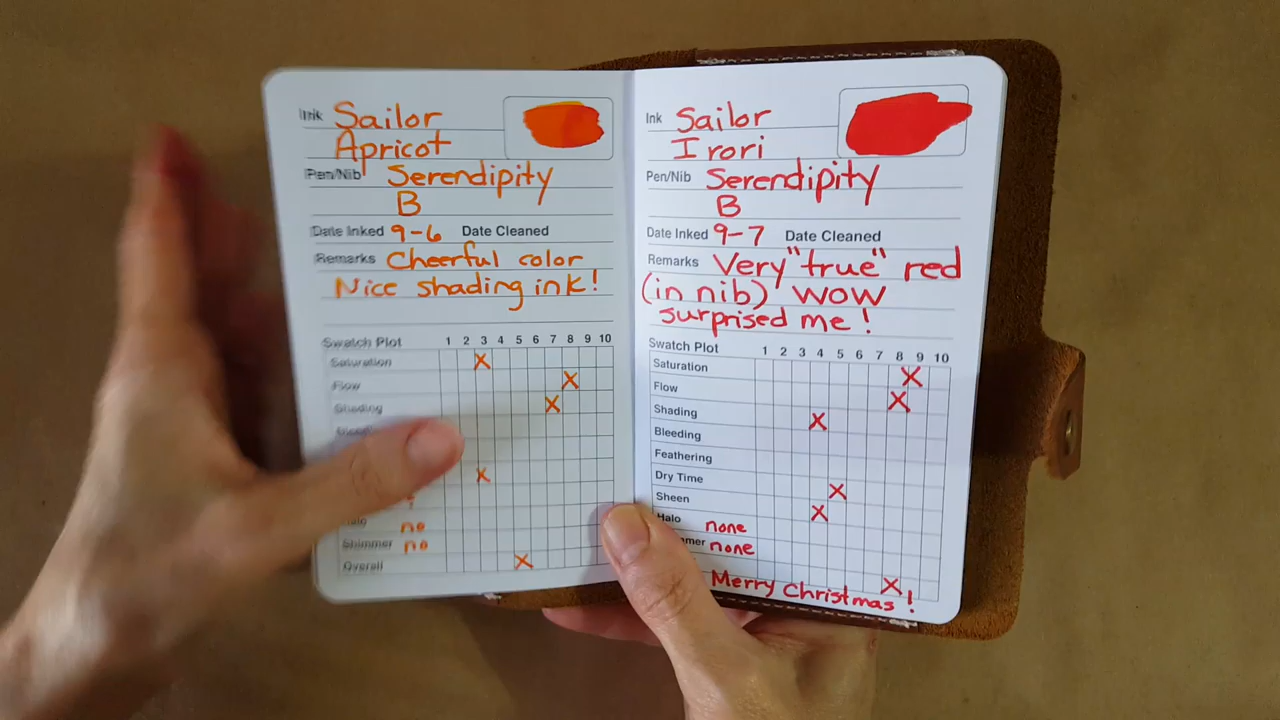 Ink Sailor
Apricot
Pen/Nib Serendipity
B
Date Inked 9-6 Date Cleaned
Remarks Cheerful color
Nice shading ink!
Swatch Plot 1 2 3 4 5 6 7 8 9 10
Saturation X
Flow X
Shading X
X
Halo no
Shimmer no
Overall X
Ink Sailor
Irori
Pen/Nib Serendipity
B
Date Inked 9-7 Date Cleaned
Remarks Very "true" red
(in nib) WOW
surprised me!
Swatch Plot 1 2 3 4 5 6 7 8 9 10
Saturation X
Flow X
Shading X
Bleeding
Feathering
Dry Time X
Sheen X
Halo none
mer none
Merry Christmas! X